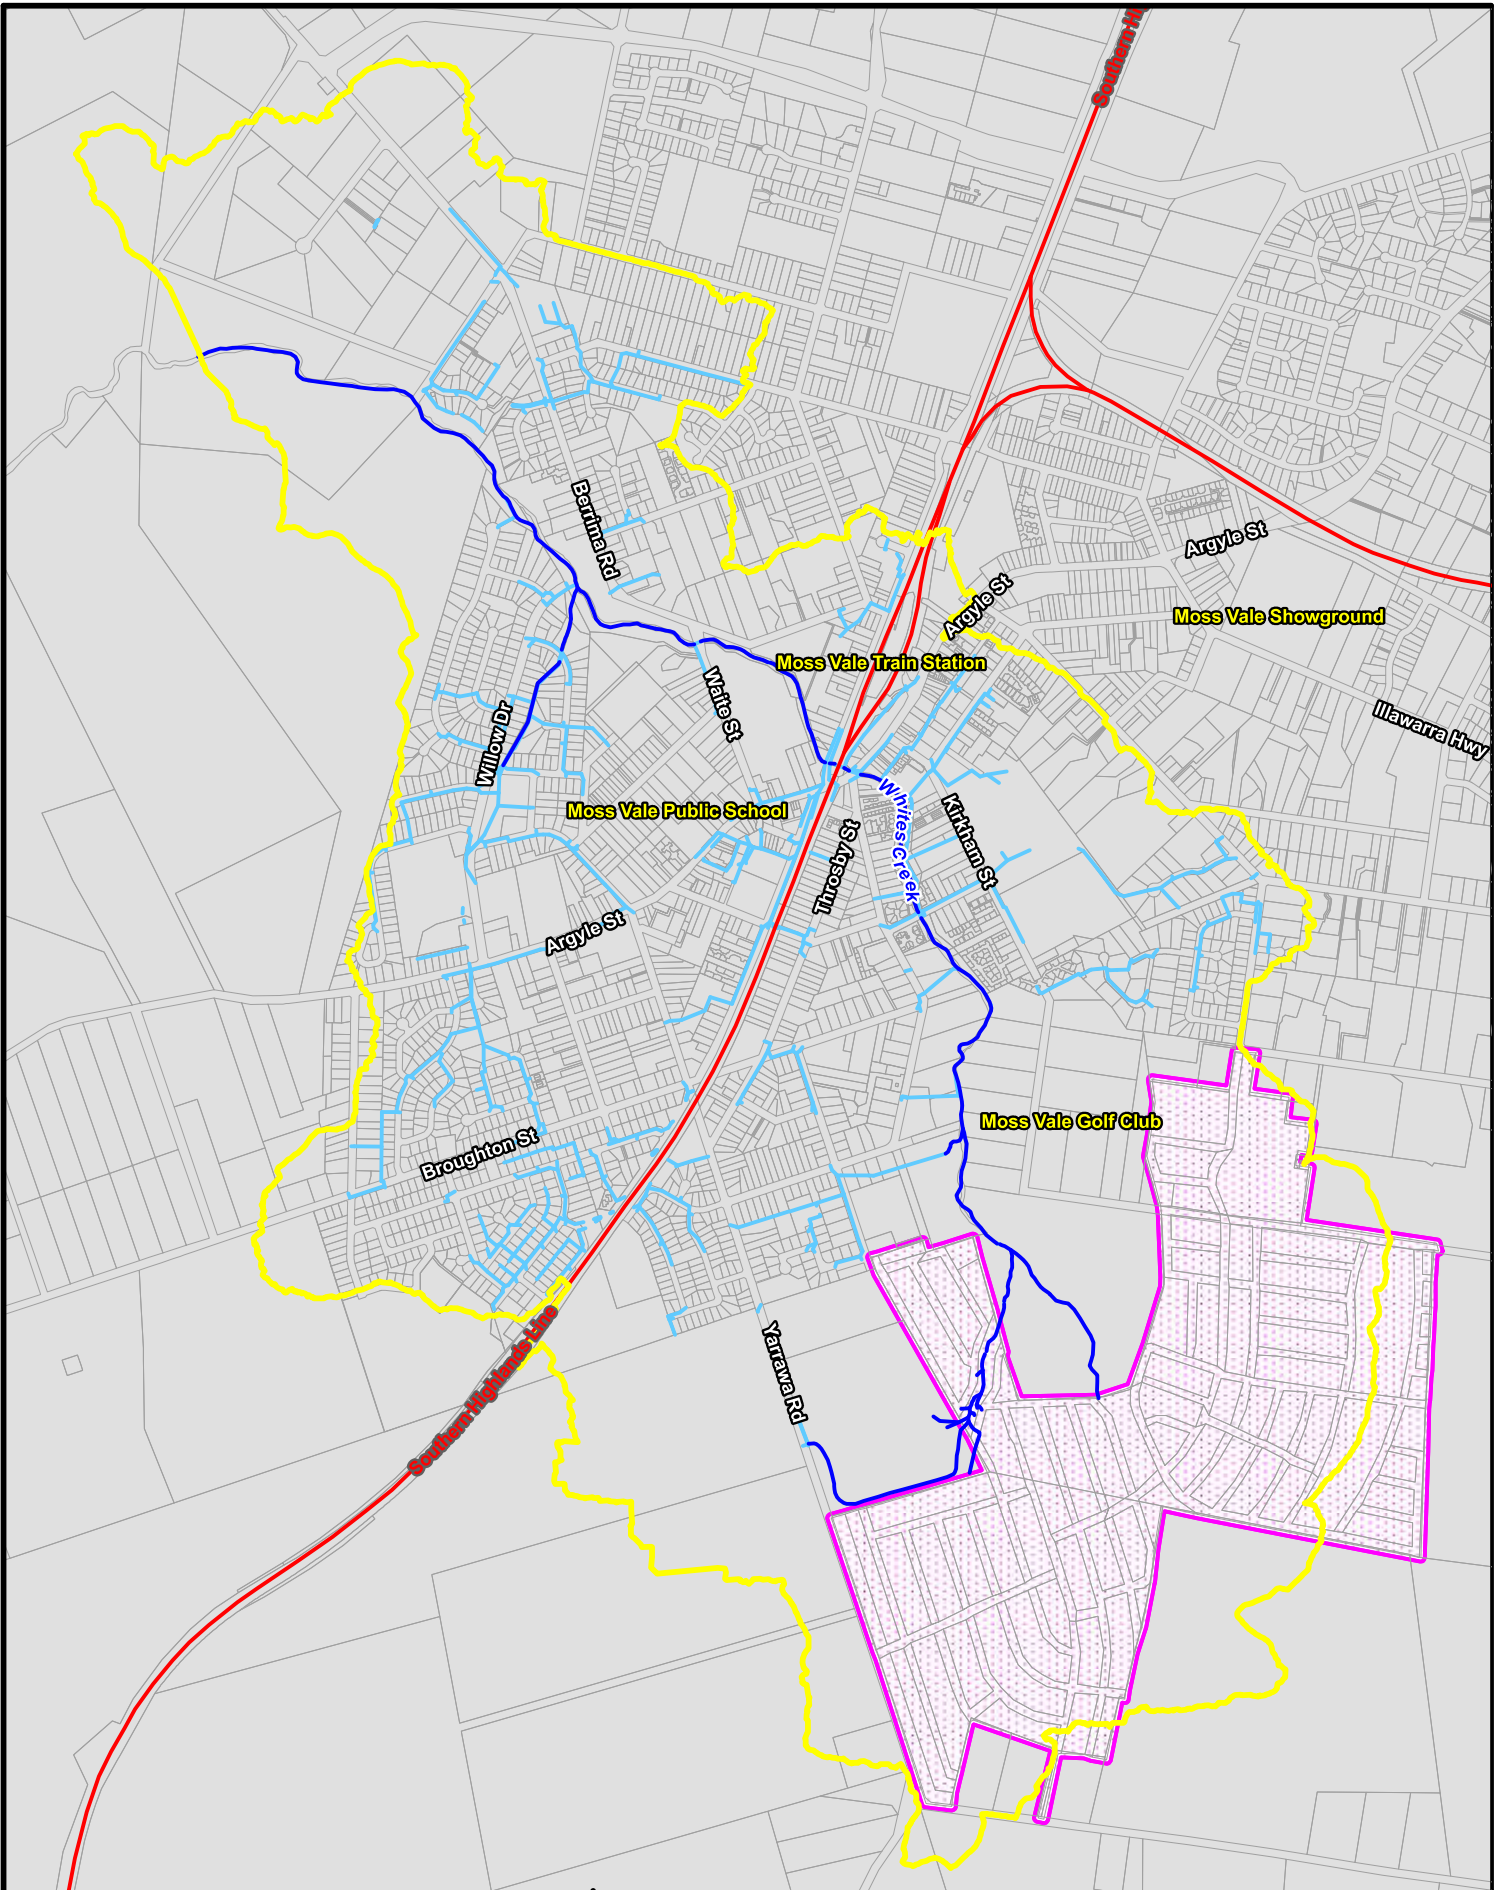 Southern Hi
Berrima Rd
Argyle St
Argyle St
Moss Vale Showground
Moss Vale Train Station
Waite St
Illawarra Hwy
Willow Dr
Whites Creek
Moss Vale Public School
Kirkham St
Throsby St
Argyle St
Moss Vale Golf Club
Broughton St
Southern Highlands Line
Yarrawa Rd